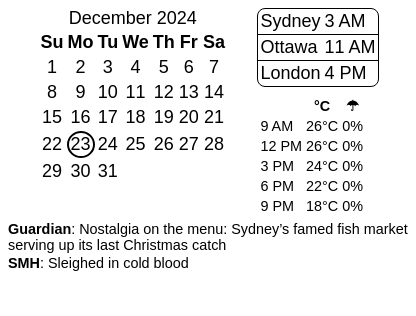 December 2024
Su Mo Tu We Th Fr Sa
1 2 3 4 5 6 7
8 9 10 11 12 13 14
15 16 17 18 19 20 21
22 23 24 25 26 27 28
29 30 31
Sydney 3 AM
Ottawa 11 AM
London 4 PM
°C ☂
9 AM 26°C 0%
12 PM 26°C 0%
3 PM 24°C 0%
6 PM 22°C 0%
9 PM 18°C 0%
Guardian: Nostalgia on the menu: Sydney’s famed fish market
serving up its last Christmas catch
SMH: Sleighed in cold blood